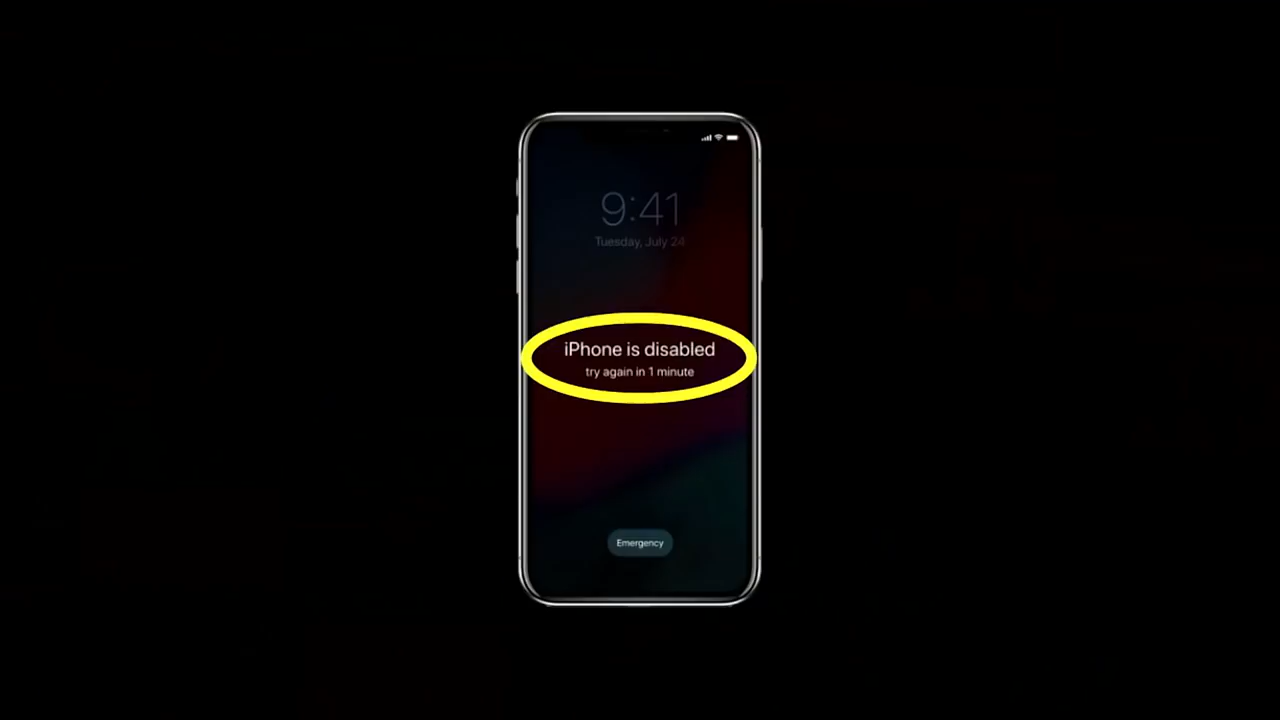 9:41
Tuesday, July 24
iPhone is disabled
try again in 1 minute
Emergency